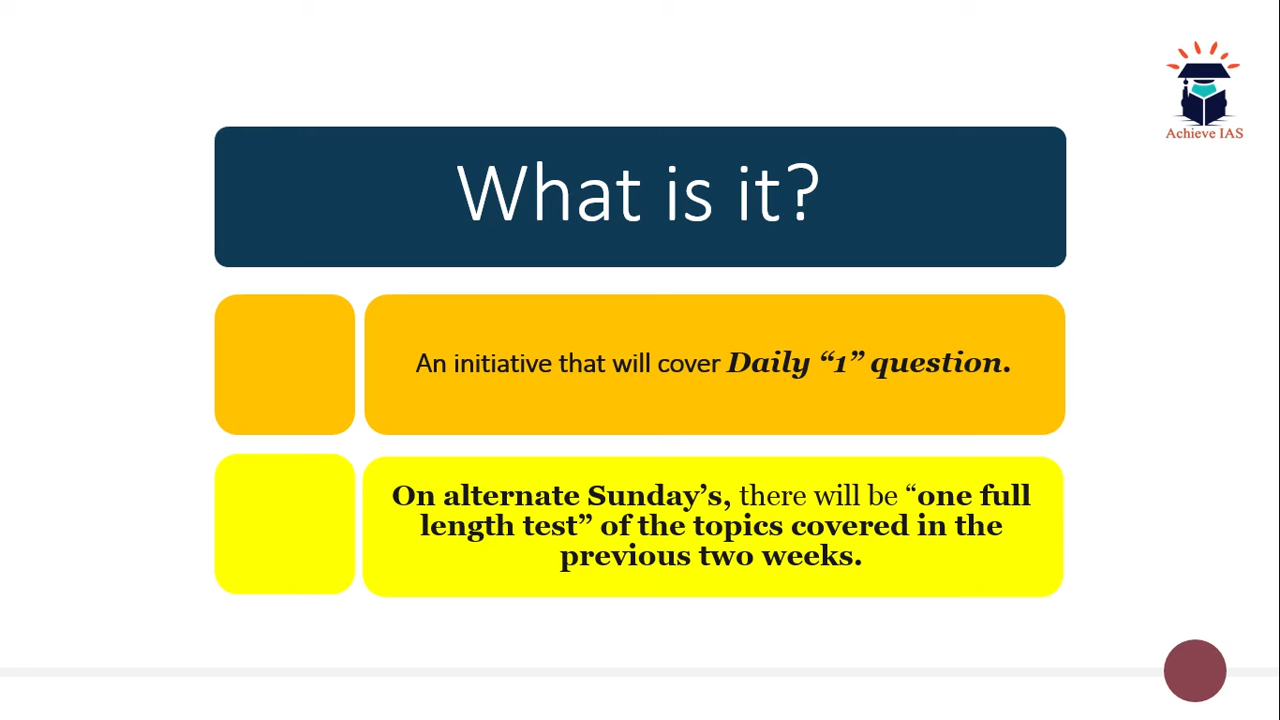 Achieve IAS
What is it?
An initiative that will cover Daily “1” question.
On alternate Sunday’s, there will be “one full
length test” of the topics covered in the
previous two weeks.